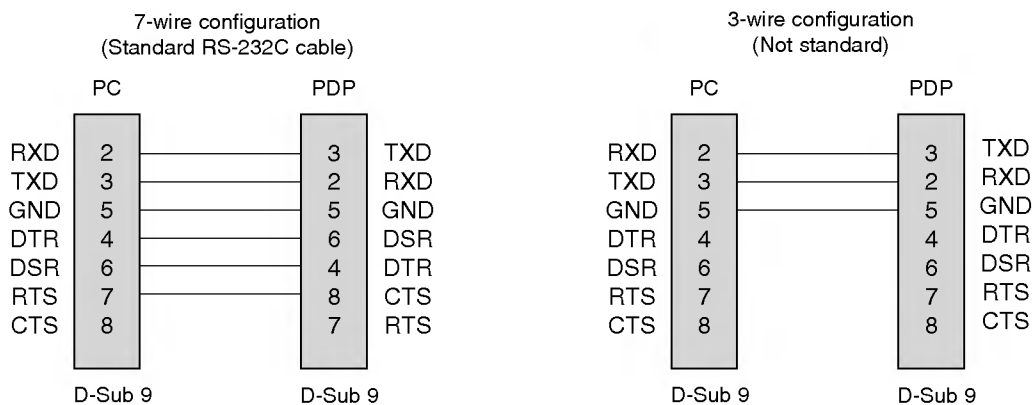 7-wire configuration
(Standard RS-232C cable)
PC PDP
RXD 2 3 TXD
TXD 3 2 RXD
GND 5 5 GND
DTR 4 6 DSR
DSR 6 4 DTR
RTS 7 8 CTS
CTS 8 7 RTS
D-Sub 9 D-Sub 9
3-wire configuration
(Not standard)
PC PDP
RXD 2 3 TXD
TXD 3 2 RXD
GND 5 5 GND
DTR 4 4 DTR
DSR 6 6 DSR
RTS 7 7 RTS
CTS 8 8 CTS
D-Sub 9 D-Sub 9